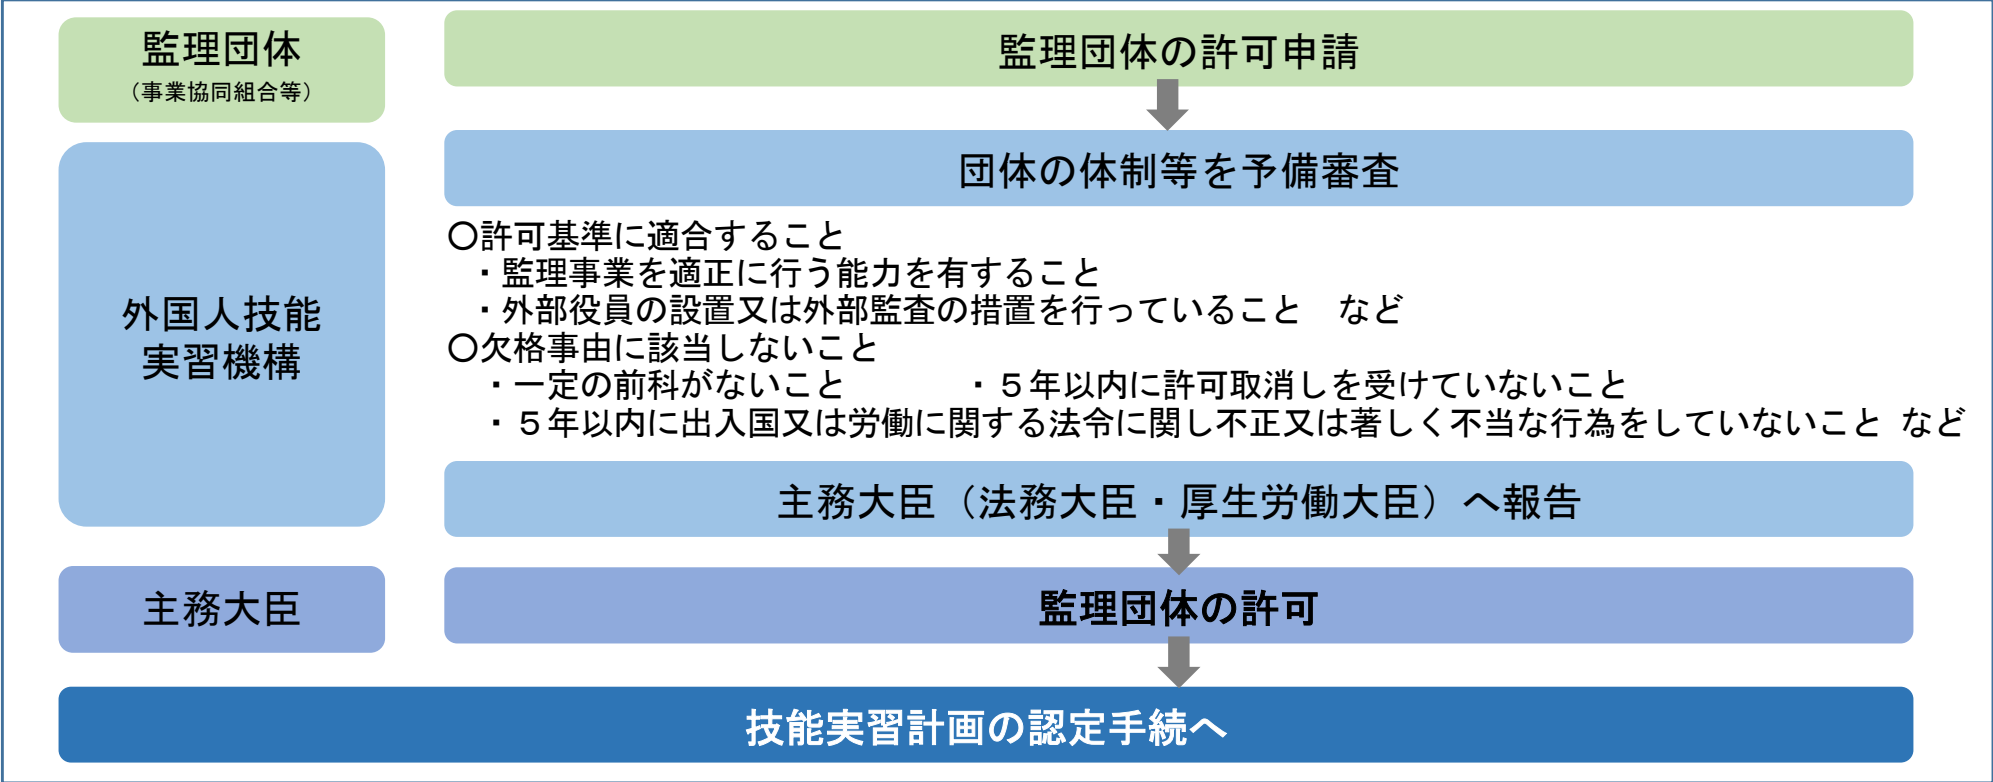 監理団体
（事業協同組合等）
監理団体の許可申請
外国人技能
実習機構
団体の体制等を予備審査
〇許可基準に適合すること
・監理事業を適正に行う能力を有すること
・外部役員の設置又は外部監査の措置を行っていること　など
〇欠格事由に該当しないこと
・一定の前科がないこと　　　・５年以内に許可取消しを受けていないこと
・５年以内に出入国又は労働に関する法令に関し不正又は著しく不当な行為をしていないこと など
主務大臣（法務大臣・厚生労働大臣）へ報告
主務大臣
監理団体の許可
技能実習計画の認定手続へ